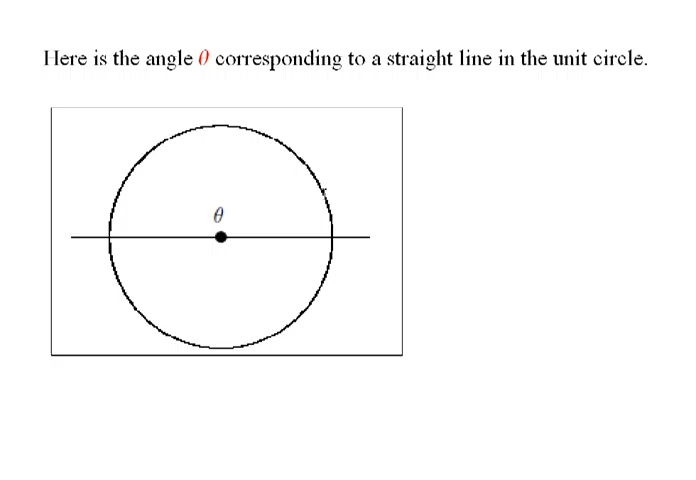 Here is the angle θ corresponding to a straight line in the unit circle.
θ